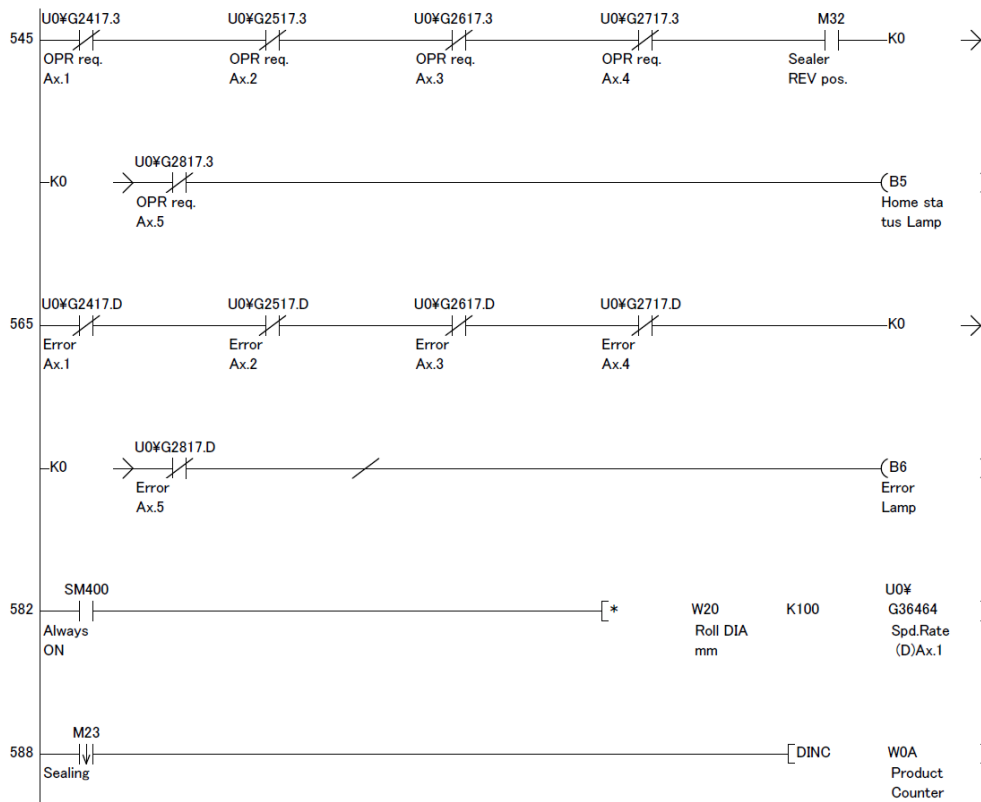 U0¥G2417.3 U0¥G2517.3 U0¥G2617.3 U0¥G2717.3 M32
545 K0
OPR req. OPR req. OPR req. OPR req. Sealer
Ax.1 Ax.2 Ax.3 Ax.4 REV pos.
U0¥G2817.3
K0 B5
OPR req. Home sta
Ax.5 tus Lamp
U0¥G2417.D U0¥G2517.D U0¥G2617.D U0¥G2717.D
565 K0
Error Error Error Error
Ax.1 Ax.2 Ax.3 Ax.4
U0¥G2817.D
K0 B6
Error Error
Ax.5 Lamp
SM400 U0¥
582 * W20 K100 G36464
Always Roll DIA Spd.Rate
ON mm (D)Ax.1
M23
588 DINC W0A
Sealing Product
Counter